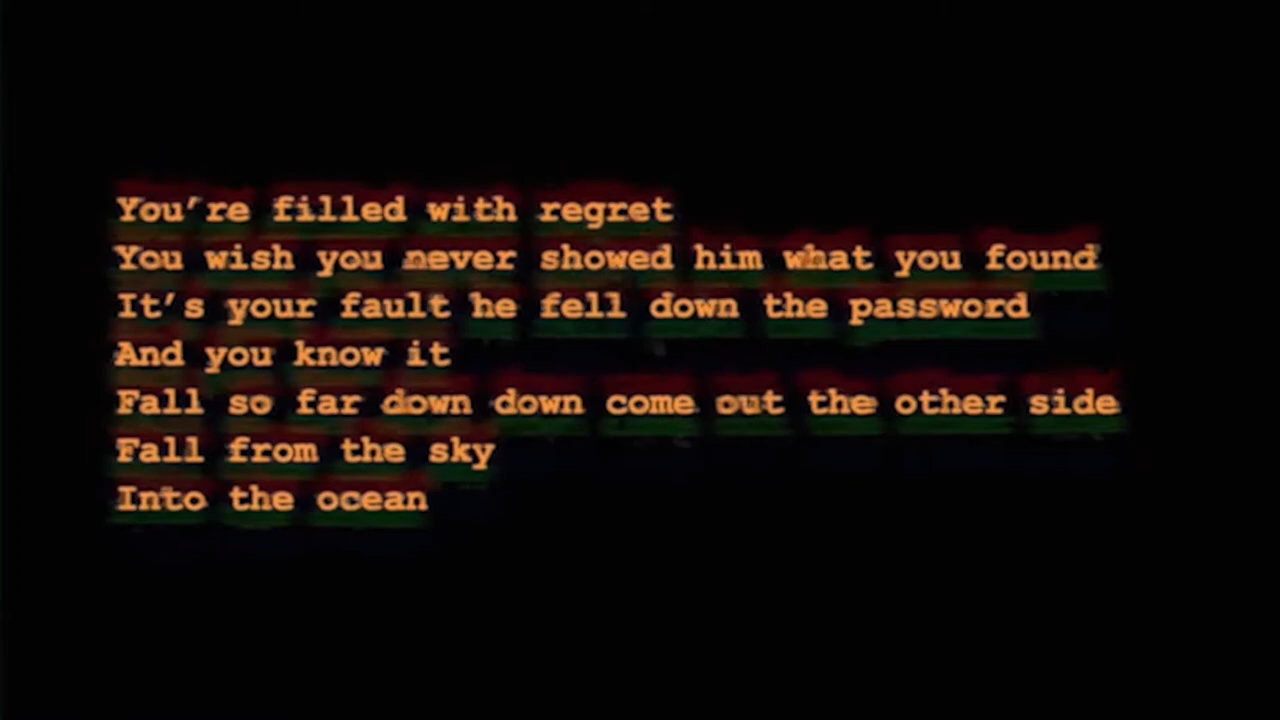 You're filled with regret
You wish you never showed him what you found
It's your fault he fell down the password
And you know it
Fall so far down down come out the other side
Fall from the sky
Into the ocean